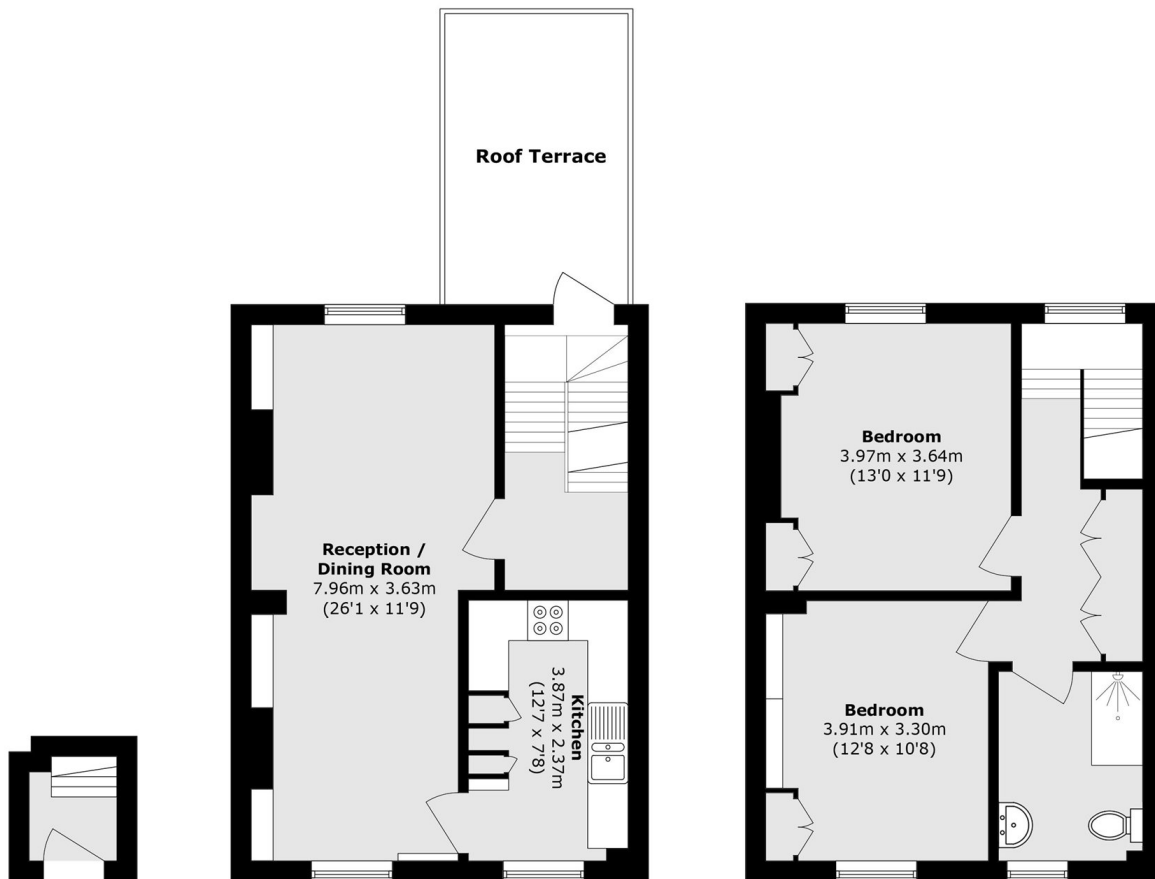 Roof Terrace
Reception /
Dining Room
7.96m x 3.63m
(26'1 x 11'9)
Kitchen
3.87m x 2.37m
(12'7 x 7'8)
Bedroom
3.97m x 3.64m
(13'0 x 11'9)
Bedroom
3.91m x 3.30m
(12'8 x 10'8)